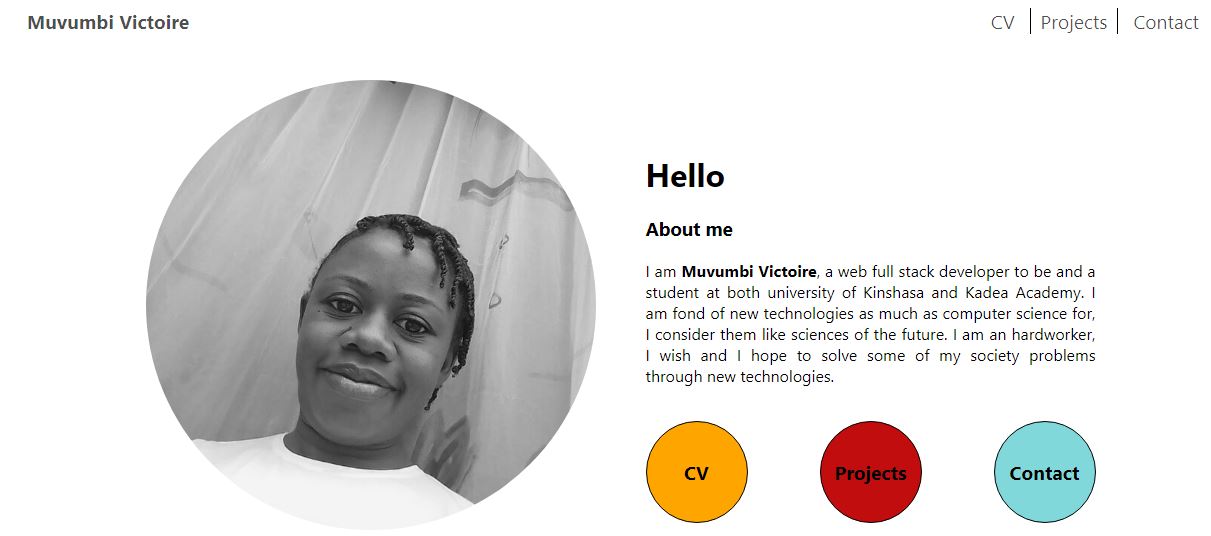 Muvumbi Victoire
CV
Projects
Contact
Hello
About me
I am Muvumbi Victoire, a web full stack developer to be and a
student at both university of Kinshasa and Kadea Academy. I
am fond of new technologies as much as computer science for,
I consider them like sciences of the future. I am an hardworker,
I wish and I hope to solve some of my society problems
through new technologies.
CV
Projects
Contact